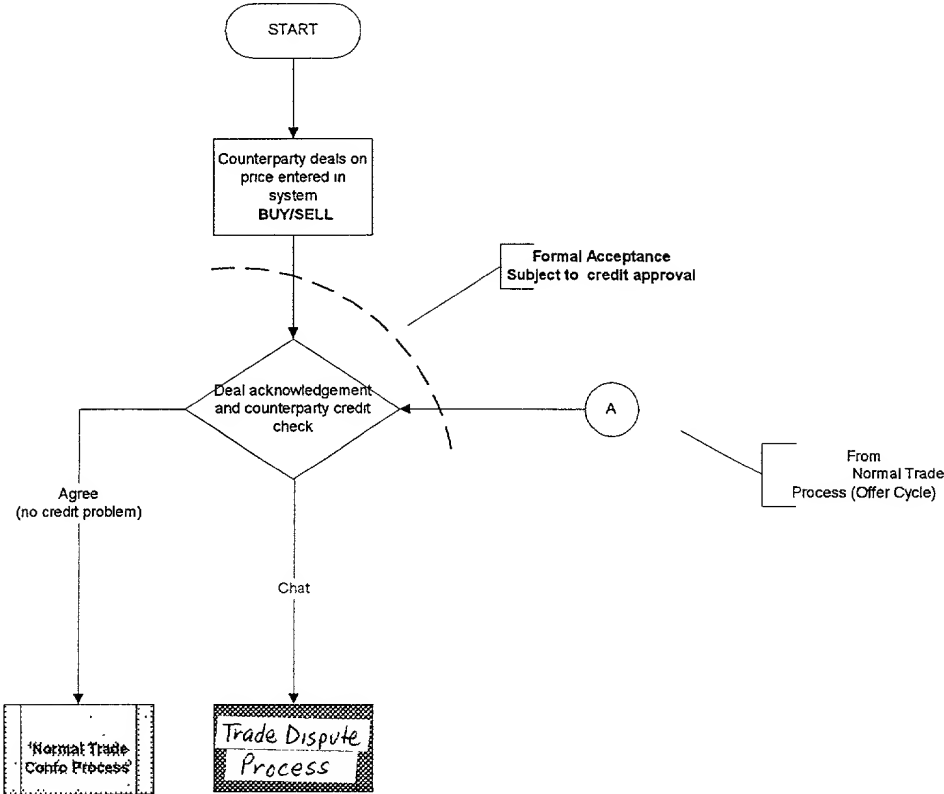 START
Counterparty deals on
price entered in
system
BUY/SELL
Formal Acceptance
Subject to credit approval
Deal acknowledgement
and counterparty credit
check
A
From
Normal Trade
Process (Offer Cycle)
Agree
(no credit problem)
Chat
'Normal Trade
Confo Process'
Trade Dispute
Process